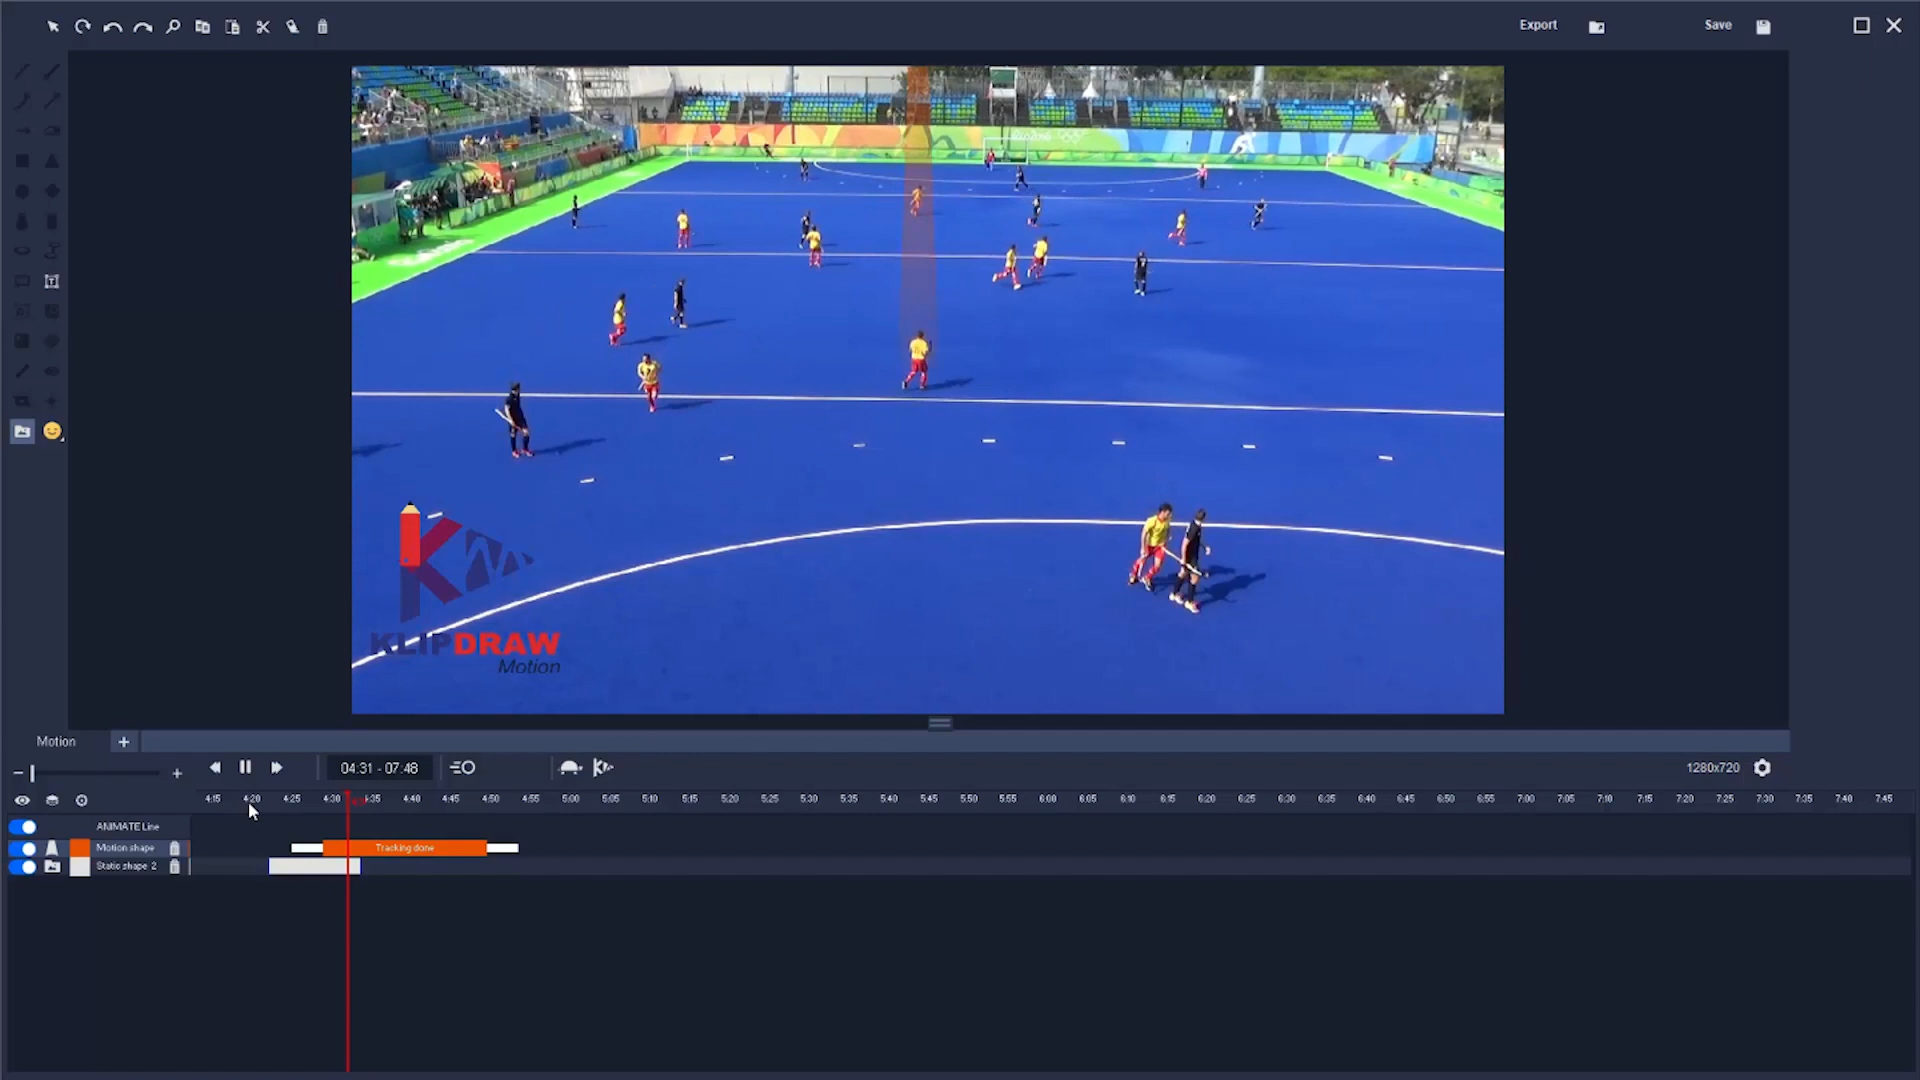 Export
Save
Rio2016
KLIPDRAW
Motion
Motion
+
04:31 - 07:48
1280x720
4:15 4:20 4:25 4:30 4:35 4:40 4:45 4:50 4:55 5:00 5:05 5:10 5:15 5:20 5:25 5:30 5:35 5:40 5:45 5:50 5:55 6:00 6:05 6:10 6:15 6:20 6:25 6:30 6:35 6:40 6:45 6:50 6:55 7:00 7:05 7:10 7:15 7:20 7:25 7:30 7:35 7:40 7:45
ANIMATE Line
Motion shape
Tracking done
Static shape 2